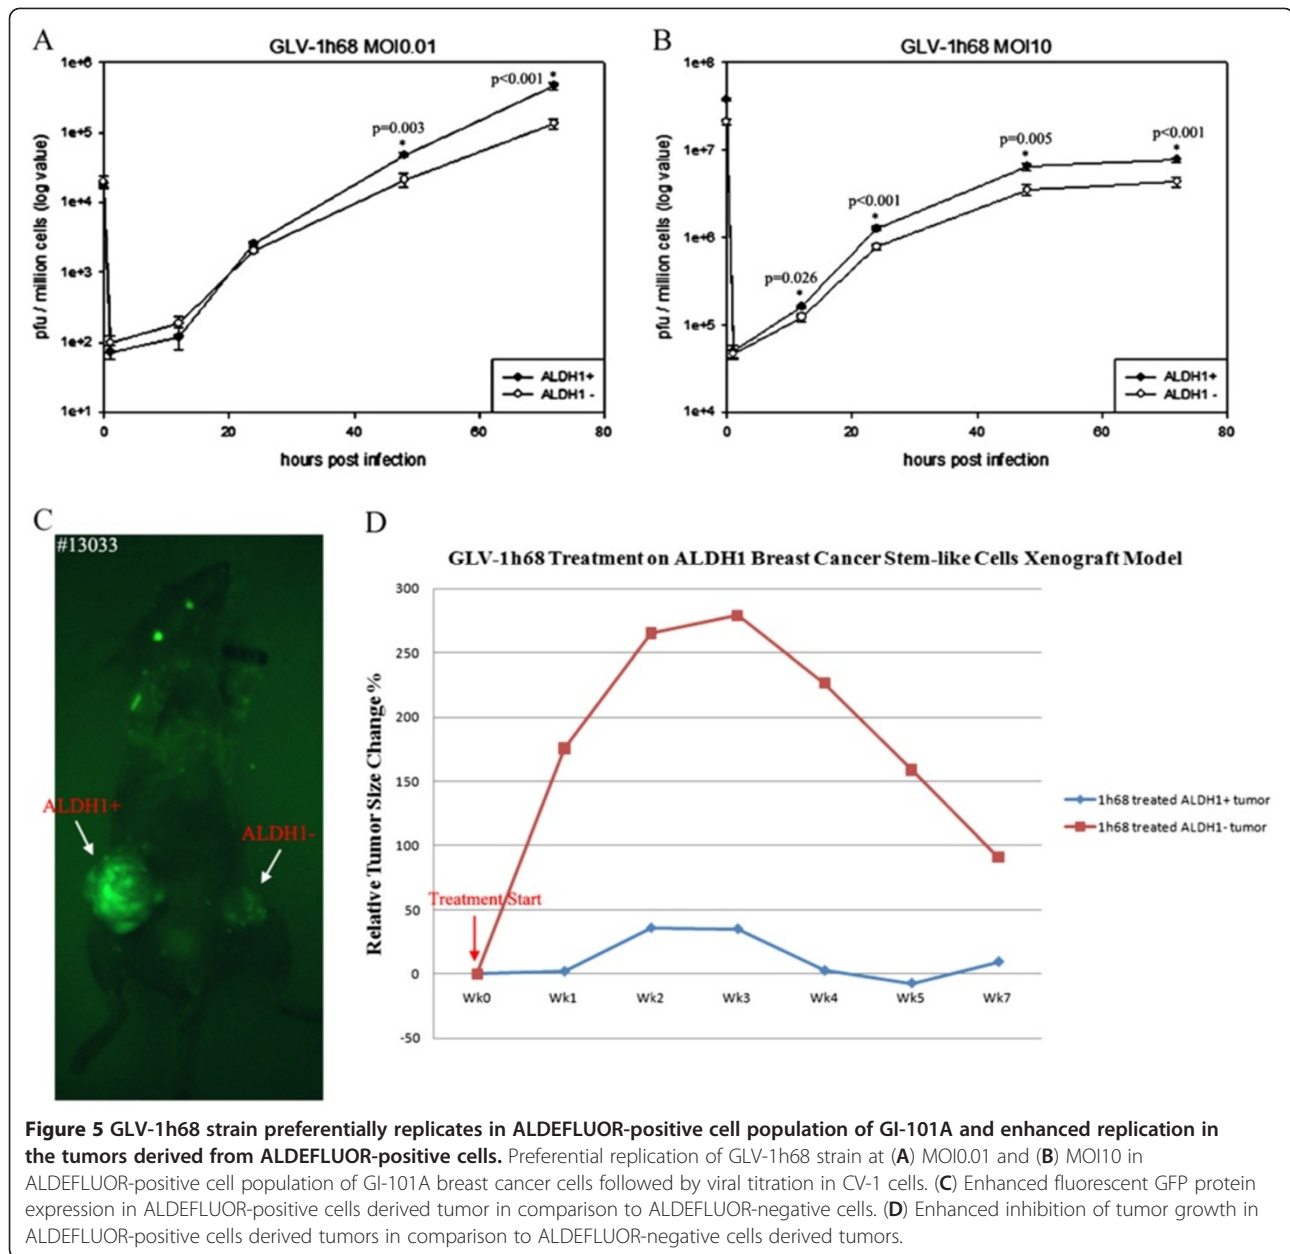 A
GLV-1h68 MOI0.01
pfu / million cells (log value)
1e+6
1e+5
1e+4
1e+3
1e+2
1e+1
p=0.003
*
p<0.001
*
ALDH1+
ALDH1 -
0 20 40 60 80
hours post infection
B
GLV-1h68 MOI10
pfu / million cells (log value)
1e+8
1e+7
1e+6
1e+5
1e+4
p=0.026
*
p<0.001
*
p=0.005
*
p<0.001
*
ALDH1+
ALDH1 -
0 20 40 60 80
hours post infection
C
#13033
ALDH1+
ALDH1-
D
GLV-1h68 Treatment on ALDH1 Breast Cancer Stem-like Cells Xenograft Model
Relative Tumor Size Change %
300
250
200
150
100
50
0
-50
Treatment Start
Wk0 Wk1 Wk2 Wk3 Wk4 Wk5 Wk7
1h68 treated ALDH1+ tumor
1h68 treated ALDH1- tumor
Figure 5 GLV-1h68 strain preferentially replicates in ALDEFLUOR-positive cell population of GI-101A and enhanced replication in
the tumors derived from ALDEFLUOR-positive cells. Preferential replication of GLV-1h68 strain at (A) MOI0.01 and (B) MOI10 in
ALDEFLUOR-positive cell population of GI-101A breast cancer cells followed by viral titration in CV-1 cells. (C) Enhanced fluorescent GFP protein
expression in ALDEFLUOR-positive cells derived tumor in comparison to ALDEFLUOR-negative cells. (D) Enhanced inhibition of tumor growth in
ALDEFLUOR-positive cells derived tumors in comparison to ALDEFLUOR-negative cells derived tumors.